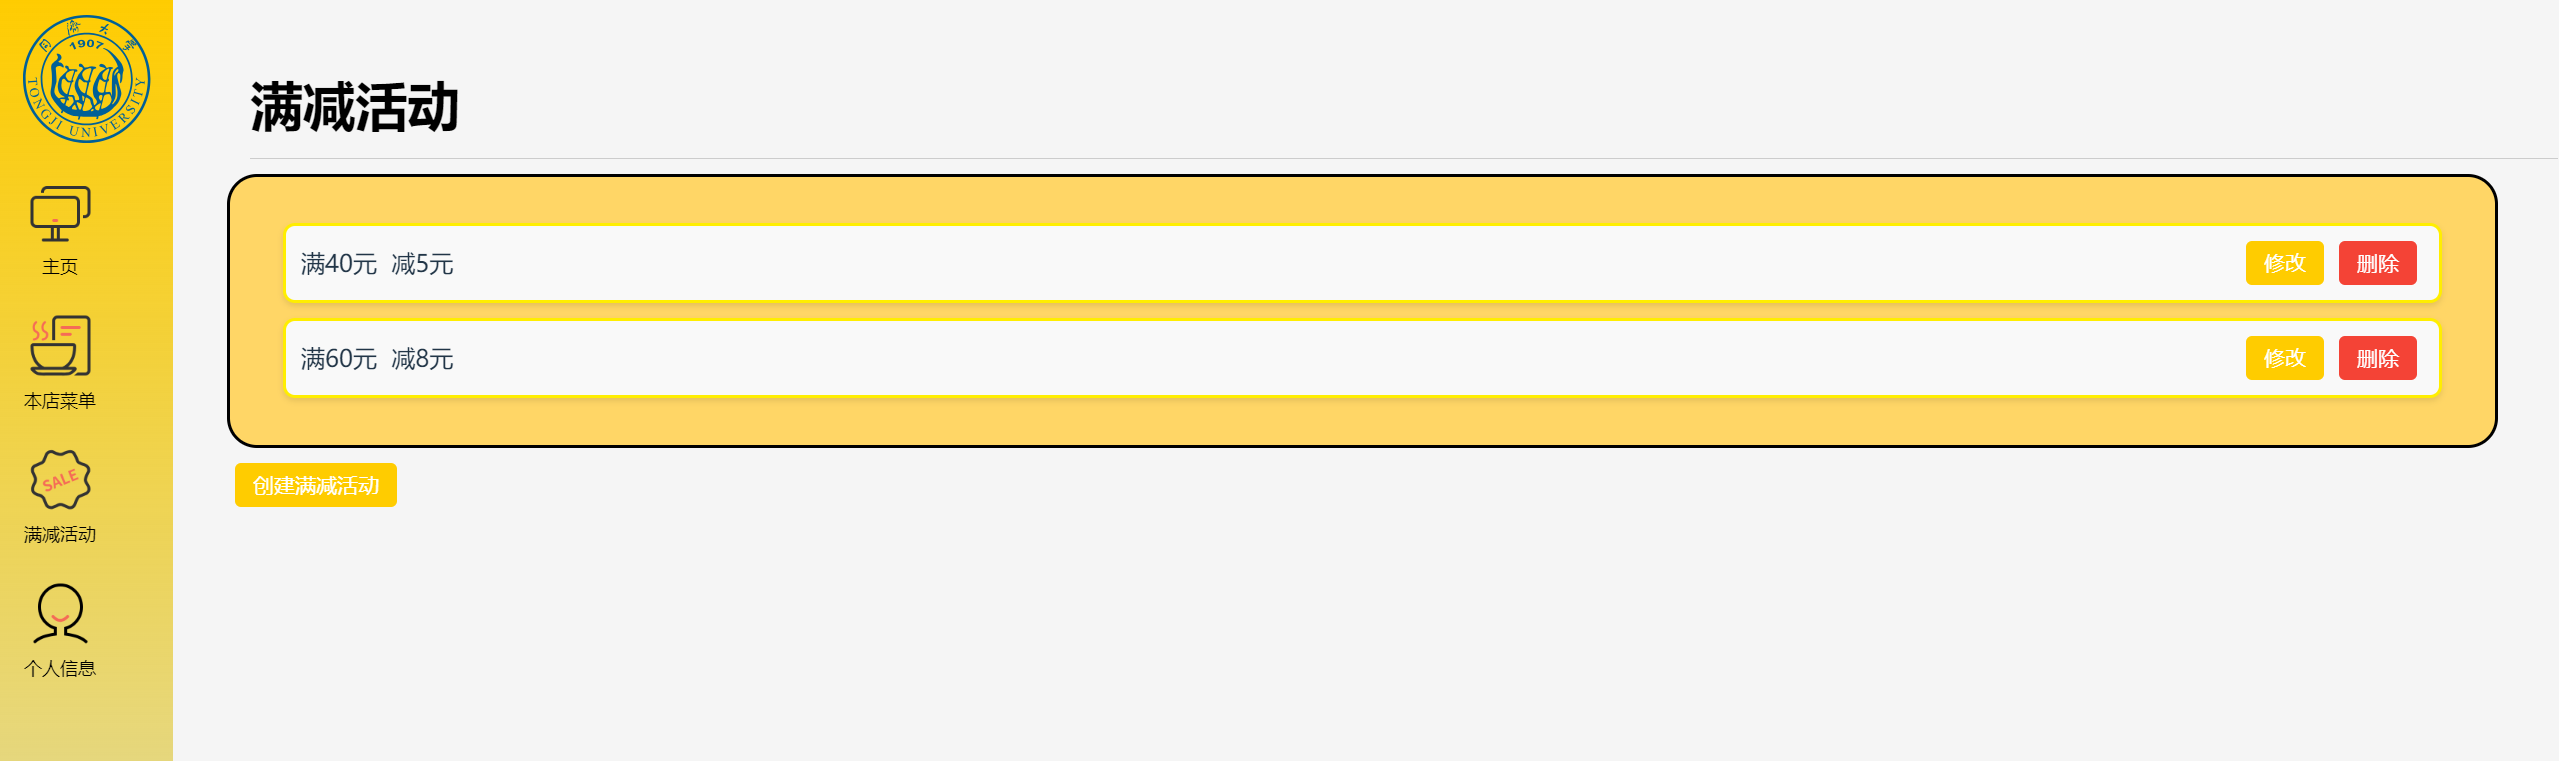 同济大學
1907
TONGJI UNIVERSITY
主页
本店菜单
SALE
满减活动
个人信息
满减活动
满40元 减5元
修改
删除
满60元 减8元
修改
删除
创建满减活动